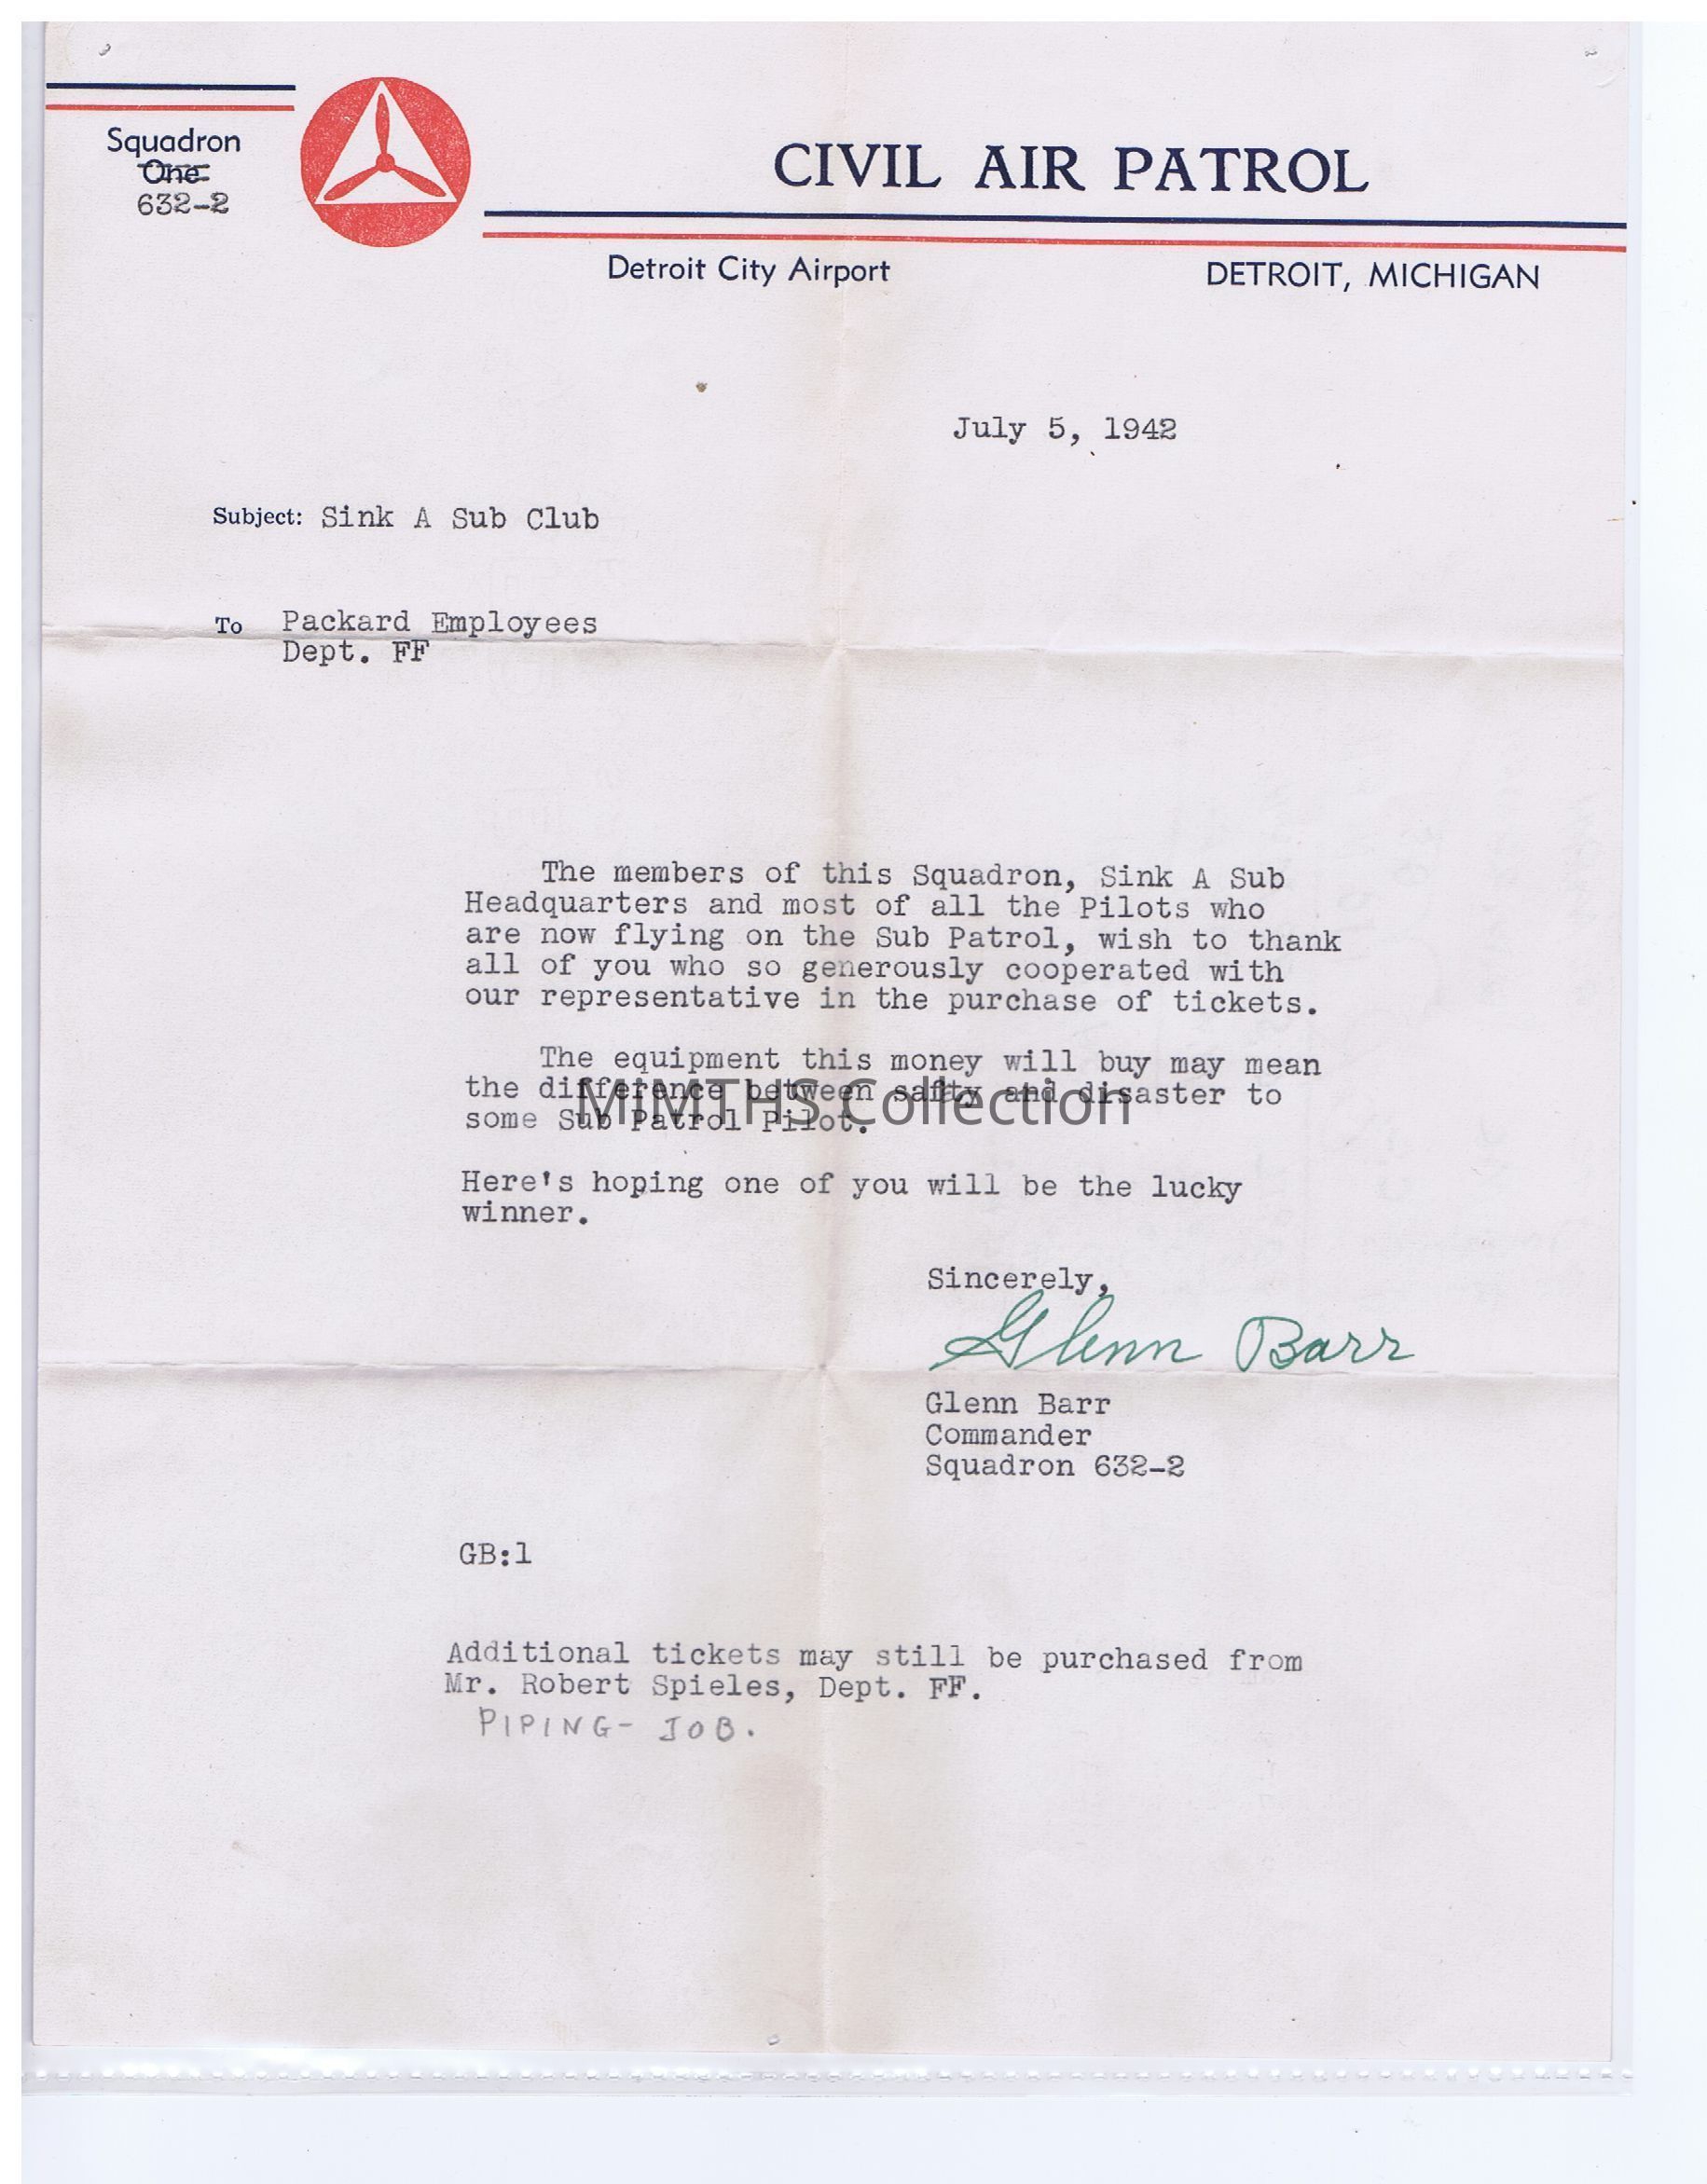 Squadron
One
632-2
CIVIL AIR PATROL
Detroit City Airport DETROIT, MICHIGAN
July 5, 1942
Subject: Sink A Sub Club
To Packard Employees
Dept. FF
The members of this Squadron, Sink A Sub
Headquarters and most of all the Pilots who
are now flying on the Sub Patrol, wish to thank
all of you who so generously cooperated with
our representative in the purchase of tickets.
The equipment this money will buy may mean
the difference between safty and disaster to
some Sub Patrol Pilot.
MIMTHS Collection
Here's hoping one of you will be the lucky
winner.
Sincerely,
Glenn Barr
Glenn Barr
Commander
Squadron 632-2
GB:l
Additional tickets may still be purchased from
Mr. Robert Spieles, Dept. FF.
PIPING- JOB.